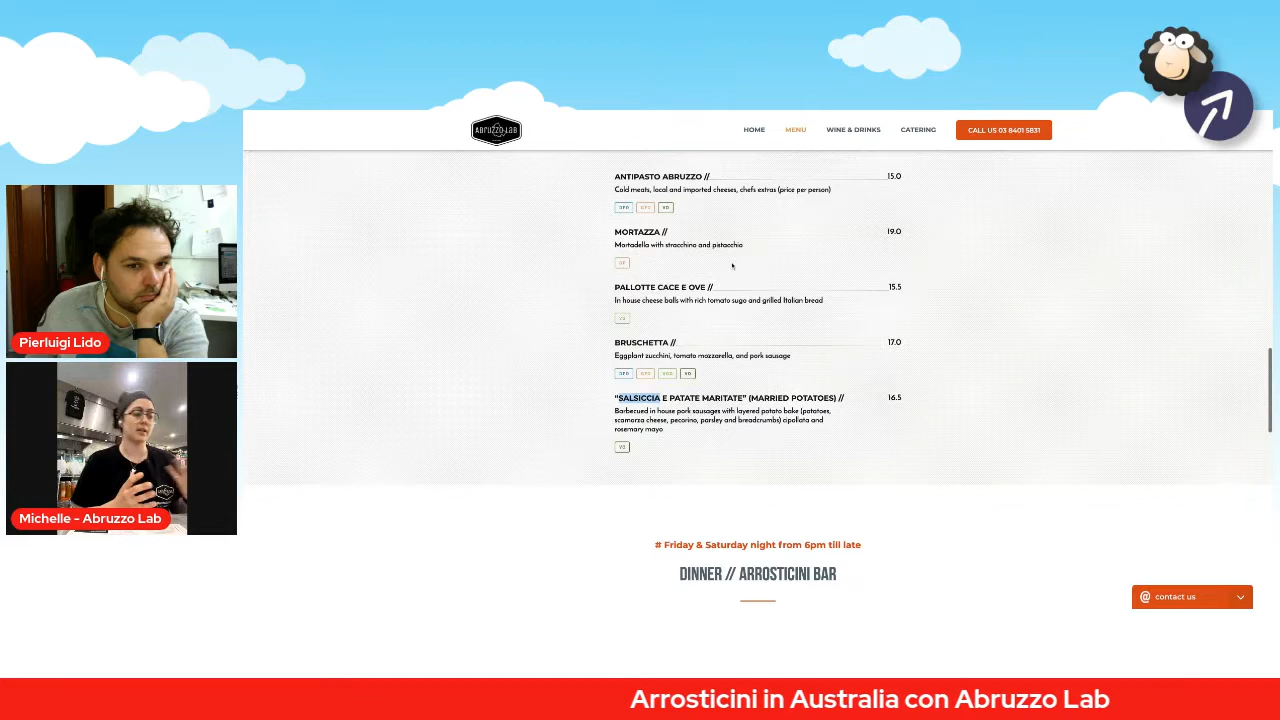 ABRUZZO LAB
HOME
MENU
WINE & DRINKS
CATERING
CALL US 03 8401 5831
ANTIPASTO ABRUZZO // 15.0
Cold meats, local and imported cheeses, chefs extras (price per person)
MORTAZZA // 19.0
Mortadella with stracchino and pistacchio
PALLOTTE CACE E OVE // 15.5
In house cheese balls with rich tomato sugo and grilled Italian bread
BRUSCHETTA // 17.0
Eggplant zucchini, tomato mozzarella, and pork sausage
"SALSICCIA E PATATE MARITATE" (MARRIED POTATOES) // 16.5
Barbecued in house pork sausages with layered potato bake (potatoes,
scamorza cheese, pecorino, parsley and breadcrumbs) cipollata and
rosemary mayo
# Friday & Saturday night from 6pm till late
DINNER // ARROSTICINI BAR
@ contact us
Pierluigi Lido
Michelle - Abruzzo Lab
Arrosticini in Australia con Abruzzo Lab